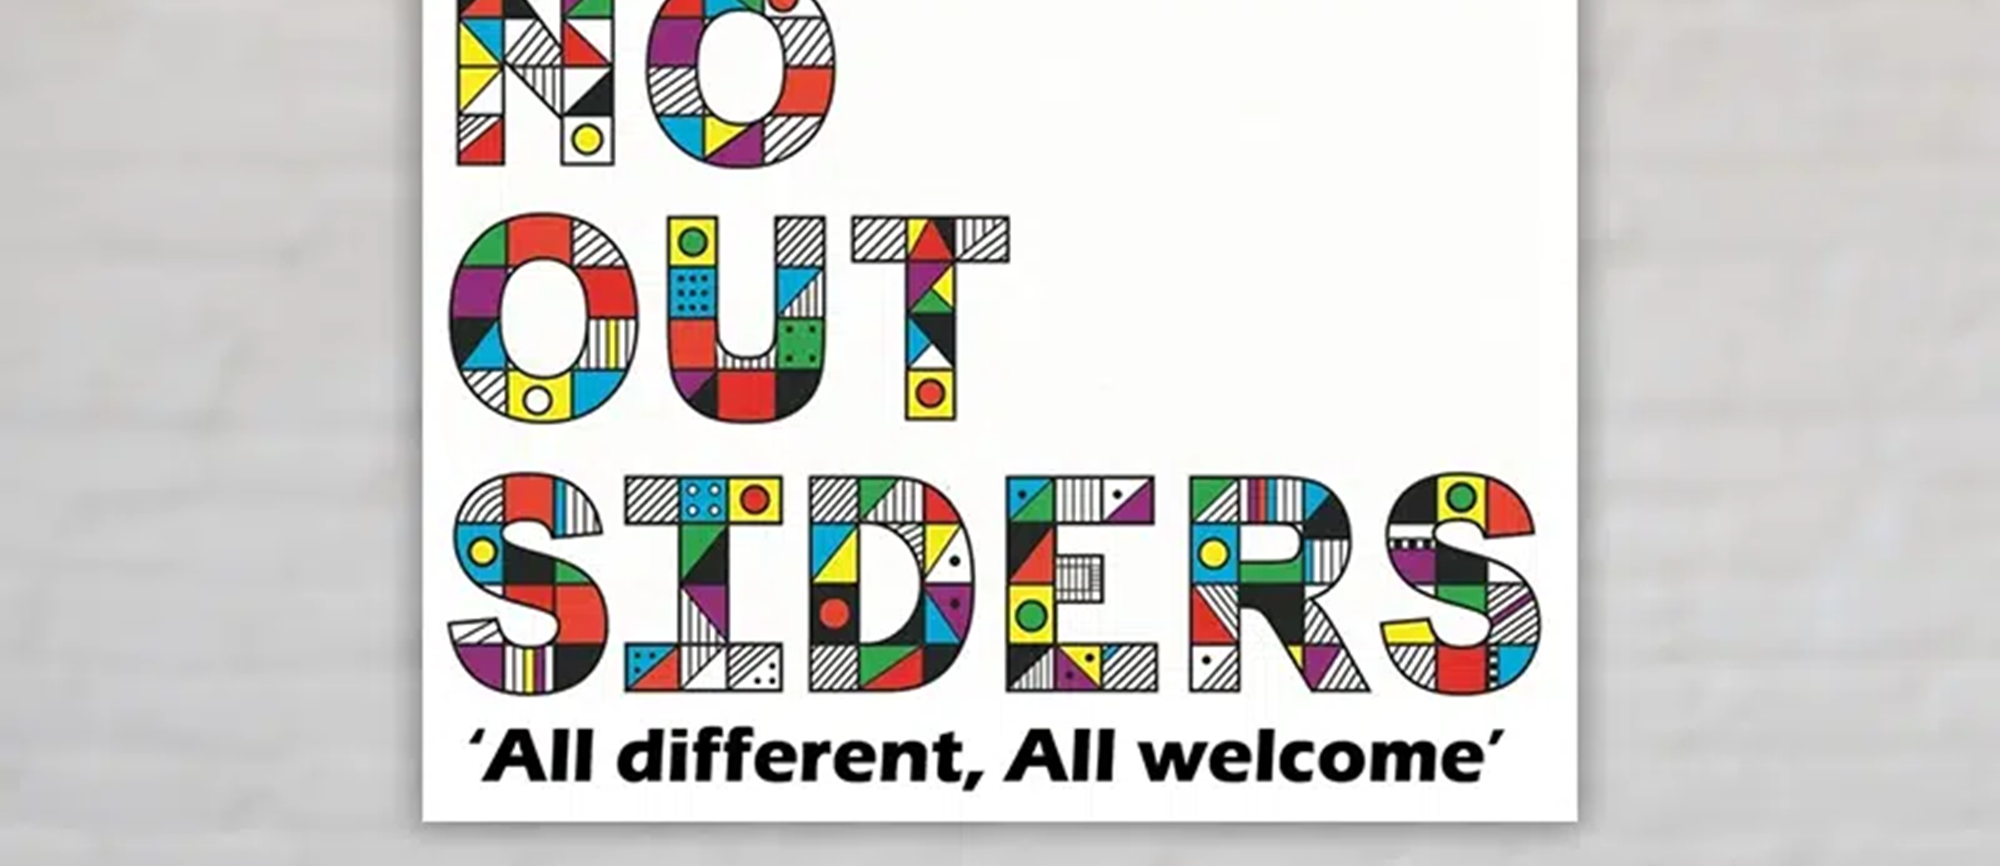 NO
OUT
SIDERS
‘All different, All welcome’